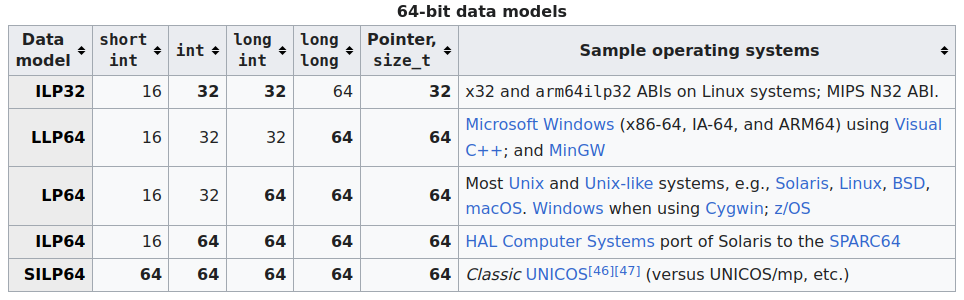 64-bit data models
Data model short int int long int long long Pointer, size_t Sample operating systems
ILP32 16 32 32 64 32 x32 and arm64ilp32 ABIs on Linux systems; MIPS N32 ABI.
LLP64 16 32 32 64 64 Microsoft Windows (x86-64, IA-64, and ARM64) using Visual
C++; and MinGW
LP64 16 32 64 64 64 Most Unix and Unix-like systems, e.g., Solaris, Linux, BSD,
macOS. Windows when using Cygwin; z/OS
ILP64 16 64 64 64 64 HAL Computer Systems port of Solaris to the SPARC64
SILP64 64 64 64 64 64 Classic UNICOS[46][47] (versus UNICOS/mp, etc.)